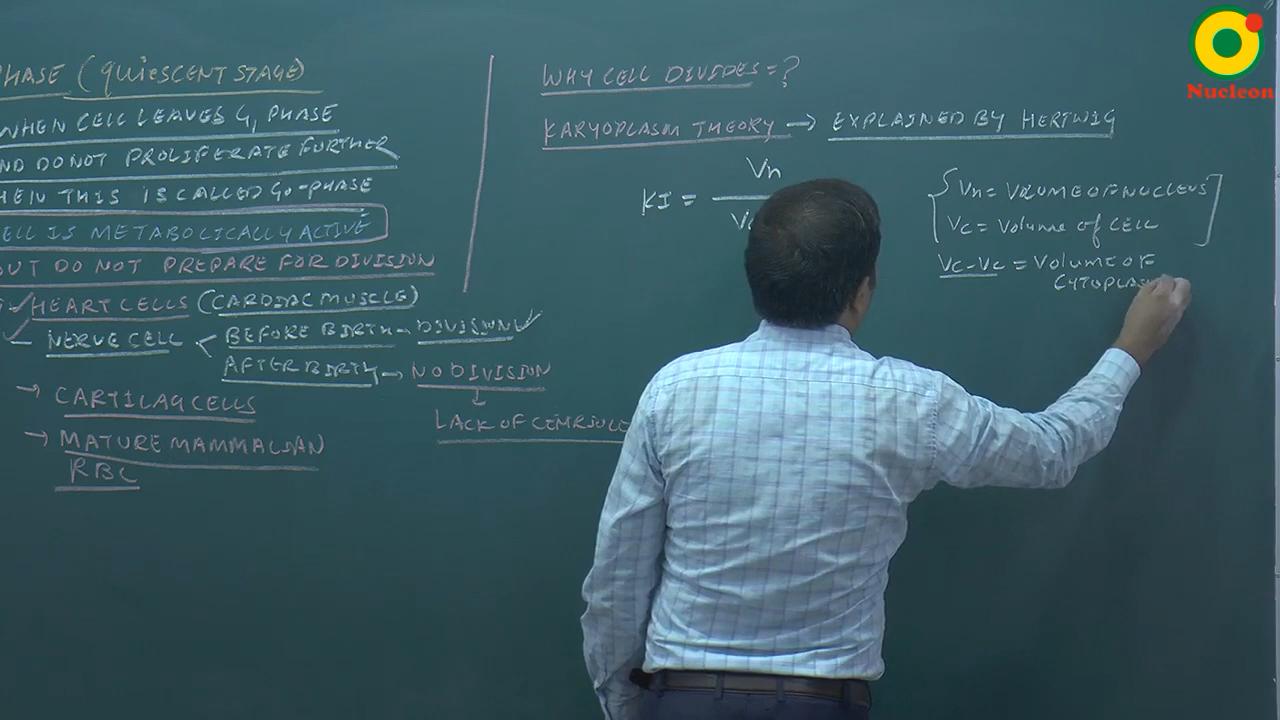 PHASE (QUIESCENT STAGE)
WHEN CELL LEAVES G1 PHASE
ND DO NOT PROLIFERATE FURTHER
HEN THIS IS CALLED G0-PHASE
ELL IS METABOLICALLY ACTIVE
OUT DO NOT PREPARE FOR DIVISION
HEART CELLS (CARDIAC MUSCLE)
NERVE CELL < BEFORE BIRTH → DIVISION ✓
AFTER BIRTH → NO DIVISION
↓
LACK OF
→ CARTILAGE CELLS
→ MATURE MAMMALIAN
RBC
WHY CELL DIVIDES = ?
KARYOPLASM THEORY → EXPLAINED BY HERTWIG
KI = Vn
Vn = VOLUME OF NUCLEUS
Vc = VOLUME OF CELL
Vc - Vc = VOLUME OF
CYTOPLAS
Nucleon